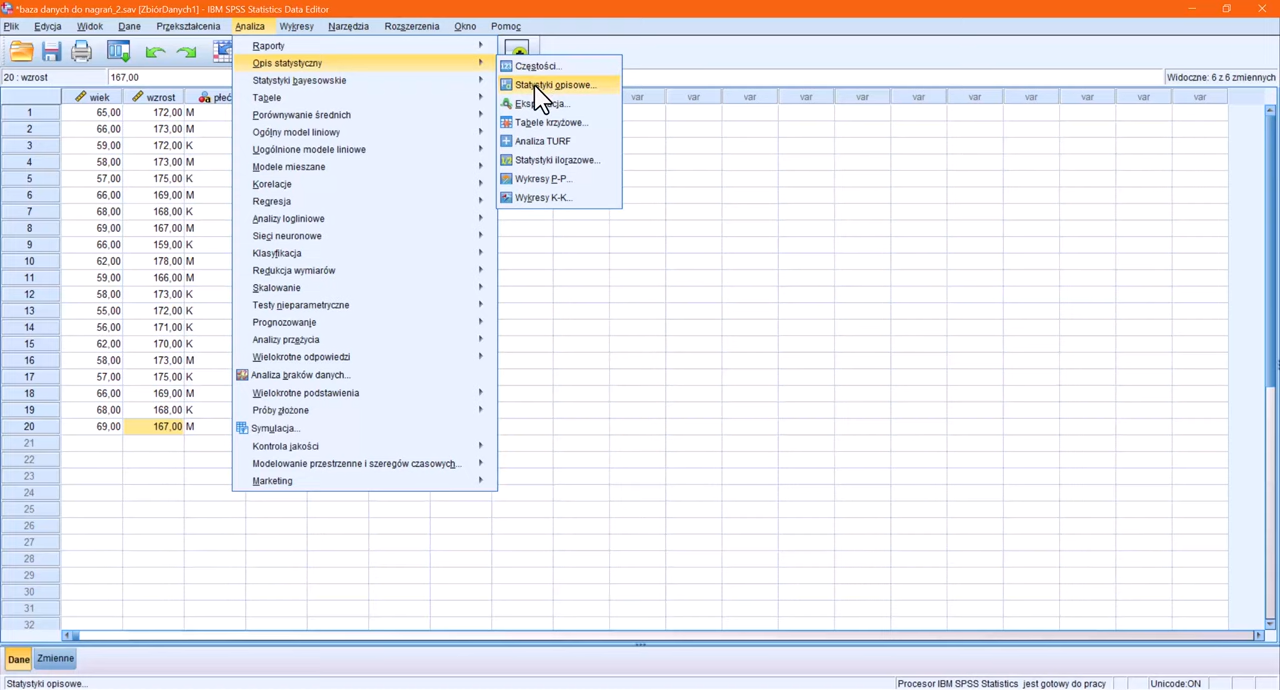 *baza danych do nagrań_2.sav [ZbiórDanych1] - IBM SPSS Statistics Data Editor
Plik Edycja Widok Dane Przekształcenia Analiza Wykresy Narzędzia Rozszerzenia Okno Pomoc
20 : wzrost 167,00 Widoczne: 6 z 6 zmiennych
wiek wzrost płeć var var var var var var var var var var var var var var
Raporty
Opis statystyczny
Statystyki bayesowskie
Tabele
Porównywanie średnich
Ogólny model liniowy
Uogólnione modele liniowe
Modele mieszane
Korelacje
Regresja
Analizy logliniowe
Sieci neuronowe
Klasyfikacja
Redukcja wymiarów
Skalowanie
Testy nieparametryczne
Prognozowanie
Analizy przeżycia
Wielokrotne odpowiedzi
Analiza braków danych...
Wielokrotne podstawienia
Próby złożone
Symulacja...
Kontrola jakości
Modelowanie przestrzenne i szeregów czasowych...
Marketing
Częstości...
Statystyki opisowe...
Tabele krzyżowe...
Analiza TURF
Statystyki ilorazowe...
Wykresy P-P...
Wykresy K-K...
1 65,00 172,00 M
2 66,00 173,00 M
3 59,00 172,00 K
4 58,00 173,00 M
5 57,00 175,00 K
6 66,00 169,00 M
7 68,00 168,00 K
8 69,00 167,00 M
9 66,00 159,00 K
10 62,00 178,00 M
11 59,00 166,00 M
12 58,00 173,00 K
13 55,00 172,00 K
14 56,00 171,00 K
15 62,00 170,00 K
16 58,00 173,00 M
17 57,00 175,00 K
18 66,00 169,00 M
19 68,00 168,00 K
20 69,00 167,00 M
21
22
23
24
25
26
27
28
29
30
31
32
Dane Zmienne
Statystyki opisowe... Procesor IBM SPSS Statistics jest gotowy do pracy Unicode:ON